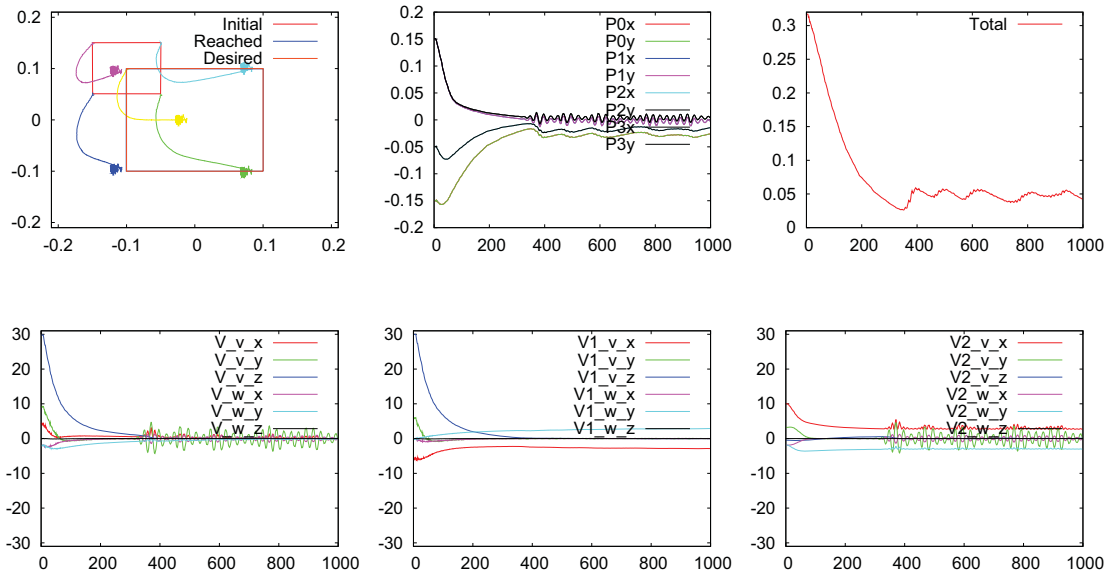 0.2
0.1
0
-0.1
-0.2
-0.2
-0.1
0
0.1
0.2
Initial
Reached
Desired
0.2
0.15
0.1
0.05
0
-0.05
-0.1
-0.15
-0.2
0
200
400
600
800
1000
P0x
P0y
P1x
P1y
P2x
P2y
P3x
P3y
0.3
0.25
0.2
0.15
0.1
0.05
0
0
200
400
600
800
1000
Total
30
20
10
0
-10
-20
-30
0
200
400
600
800
1000
V_v_x
V_v_y
V_v_z
V_w_x
V_w_y
V_w_z
30
20
10
0
-10
-20
-30
0
200
400
600
800
1000
V1_v_x
V1_v_y
V1_v_z
V1_w_x
V1_w_y
V1_w_z
30
20
10
0
-10
-20
-30
0
200
400
600
800
1000
V2_v_x
V2_v_y
V2_v_z
V2_w_x
V2_w_y
V2_w_z